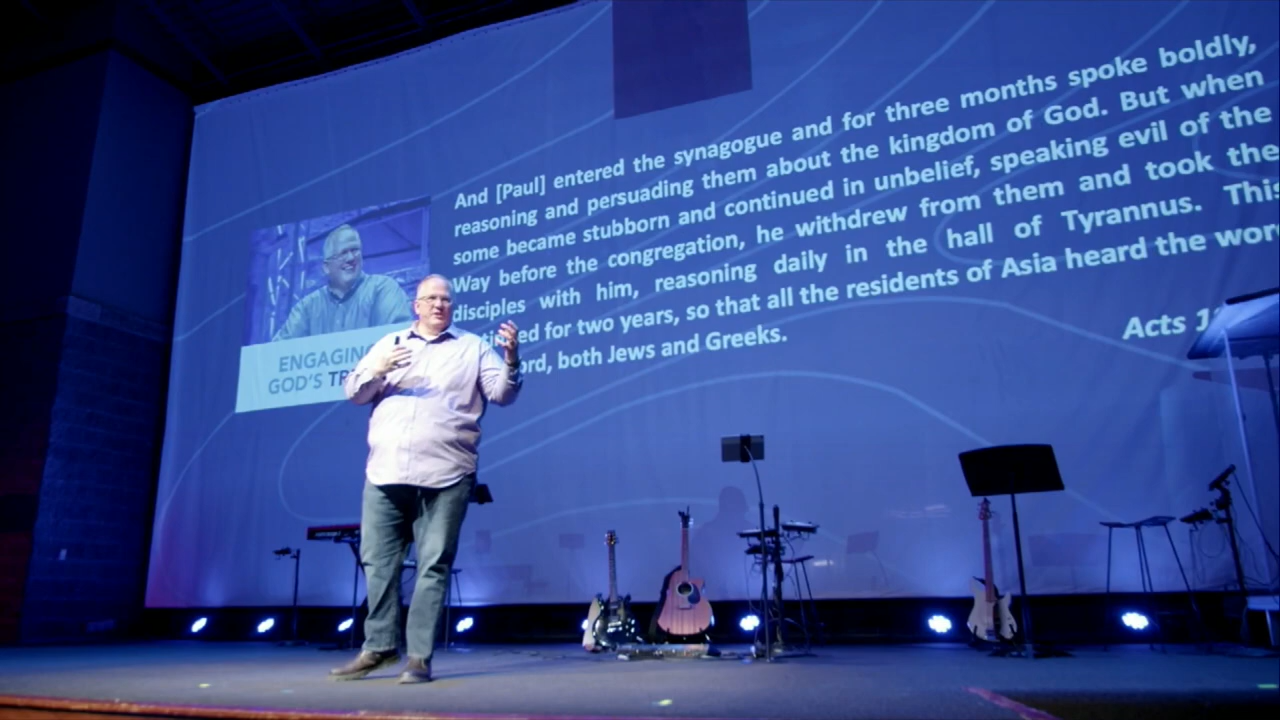 And [Paul] entered the synagogue and for three months spoke boldly,
reasoning and persuading them about the kingdom of God. But when
some became stubborn and continued in unbelief, speaking evil of the
Way before the congregation, he withdrew from them and took the
disciples with him, reasoning daily in the hall of Tyrannus. This
for two years, so that all the residents of Asia heard the
both Jews and Greeks.
Acts
ENGAGING
GOD'S